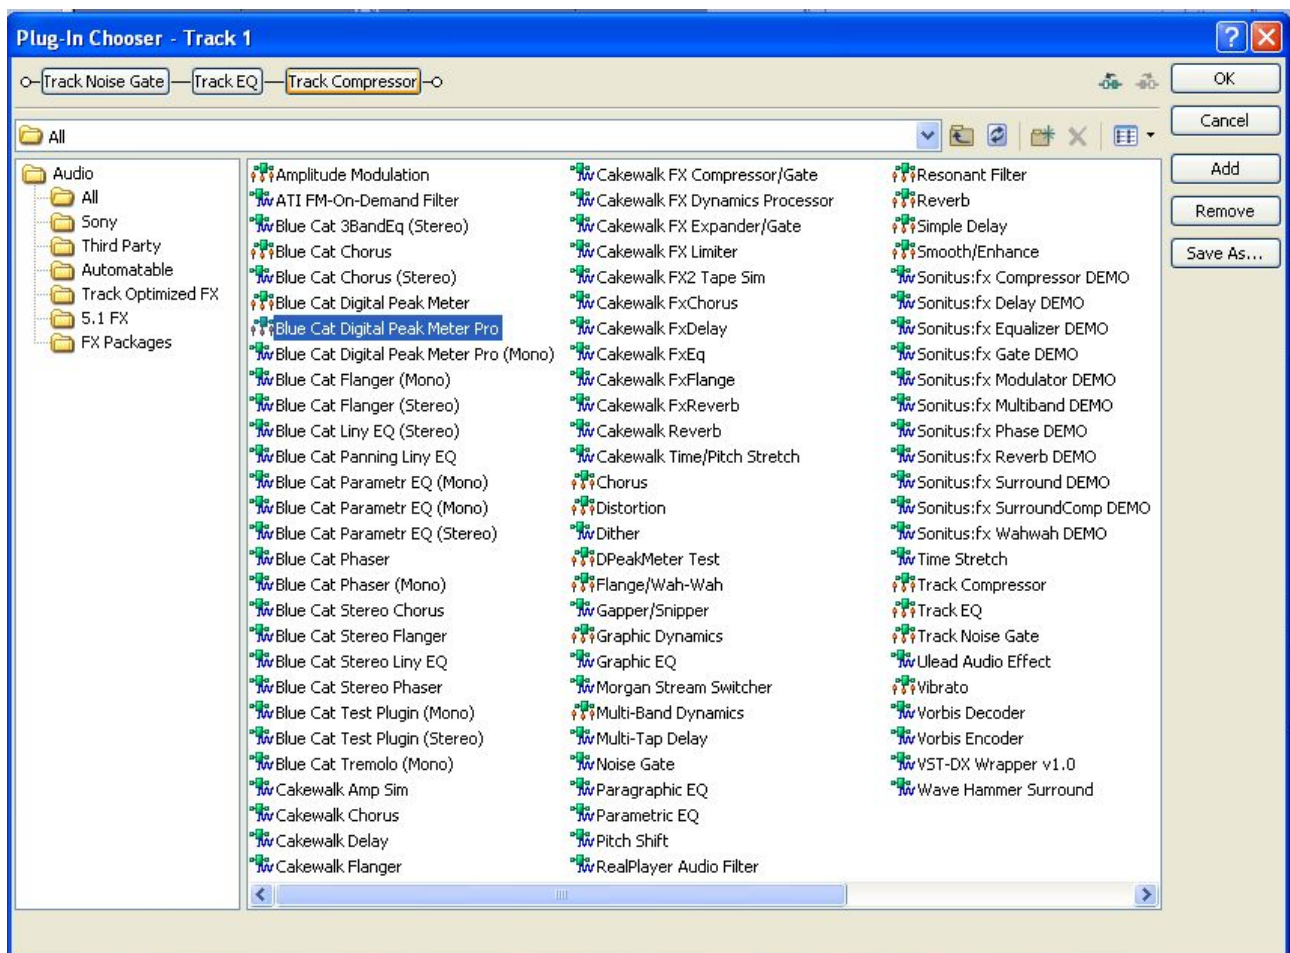 Plug-In Chooser - Track 1
Track Noise Gate
Track EQ
Track Compressor
OK
Cancel
Add
Remove
Save As...
All
Audio
All
Sony
Third Party
Automatable
Track Optimized FX
5.1 FX
FX Packages
Amplitude Modulation
ATI FM-On-Demand Filter
Blue Cat 3BandEq (Stereo)
Blue Cat Chorus
Blue Cat Chorus (Stereo)
Blue Cat Digital Peak Meter
Blue Cat Digital Peak Meter Pro
Blue Cat Digital Peak Meter Pro (Mono)
Blue Cat Flanger (Mono)
Blue Cat Flanger (Stereo)
Blue Cat Liny EQ (Stereo)
Blue Cat Panning Liny EQ
Blue Cat Parametr EQ (Mono)
Blue Cat Parametr EQ (Mono)
Blue Cat Parametr EQ (Stereo)
Blue Cat Phaser
Blue Cat Phaser (Mono)
Blue Cat Stereo Chorus
Blue Cat Stereo Flanger
Blue Cat Stereo Liny EQ
Blue Cat Stereo Phaser
Blue Cat Test Plugin (Mono)
Blue Cat Test Plugin (Stereo)
Blue Cat Tremolo (Mono)
Cakewalk Amp Sim
Cakewalk Chorus
Cakewalk Delay
Cakewalk Flanger
Cakewalk FX Compressor/Gate
Cakewalk FX Dynamics Processor
Cakewalk FX Expander/Gate
Cakewalk FX Limiter
Cakewalk FX2 Tape Sim
Cakewalk FxChorus
Cakewalk FxDelay
Cakewalk FxEq
Cakewalk FxFlange
Cakewalk FxReverb
Cakewalk Reverb
Cakewalk Time/Pitch Stretch
Chorus
Distortion
Dither
DPeakMeter Test
Flange/Wah-Wah
Gapper/Snipper
Graphic Dynamics
Graphic EQ
Morgan Stream Switcher
Multi-Band Dynamics
Multi-Tap Delay
Noise Gate
Paragraphic EQ
Parametric EQ
Pitch Shift
RealPlayer Audio Filter
Resonant Filter
Reverb
Simple Delay
Smooth/Enhance
Sonitus:fx Compressor DEMO
Sonitus:fx Delay DEMO
Sonitus:fx Equalizer DEMO
Sonitus:fx Gate DEMO
Sonitus:fx Modulator DEMO
Sonitus:fx Multiband DEMO
Sonitus:fx Phase DEMO
Sonitus:fx Reverb DEMO
Sonitus:fx Surround DEMO
Sonitus:fx SurroundComp DEMO
Sonitus:fx Wahwah DEMO
Time Stretch
Track Compressor
Track EQ
Track Noise Gate
Ulead Audio Effect
Vibrato
Vorbis Decoder
Vorbis Encoder
VST-DX Wrapper v1.0
Wave Hammer Surround